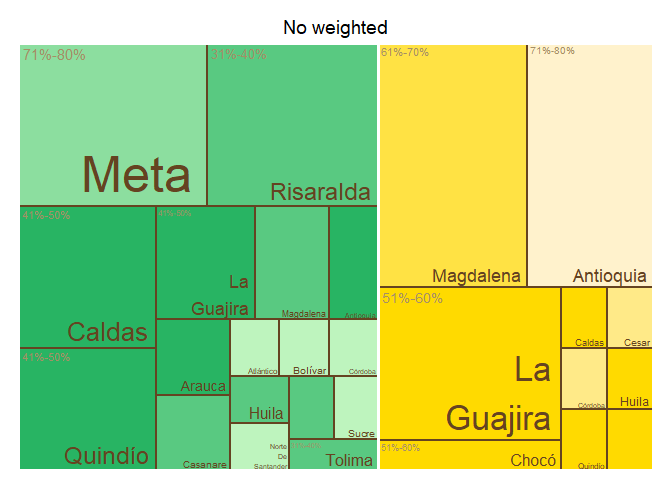 No weighted
71%-80%
31%-40%
61%-70%
71%-80%
Meta
Risaralda
Magdalena
Antioquia
41%-50%
La
Guajira
Magdalena
Antioquia
Caldas
51%-60%
La
Guajira
Caldas
Cesar
41%-50%
Arauca
Atlántico
Bolívar
Córdoba
Córdoba
Huila
Huila
Sucre
51%-60%
Quindío
Casanare
Norte
De
Santander
Tolima
Chocó
Quindío